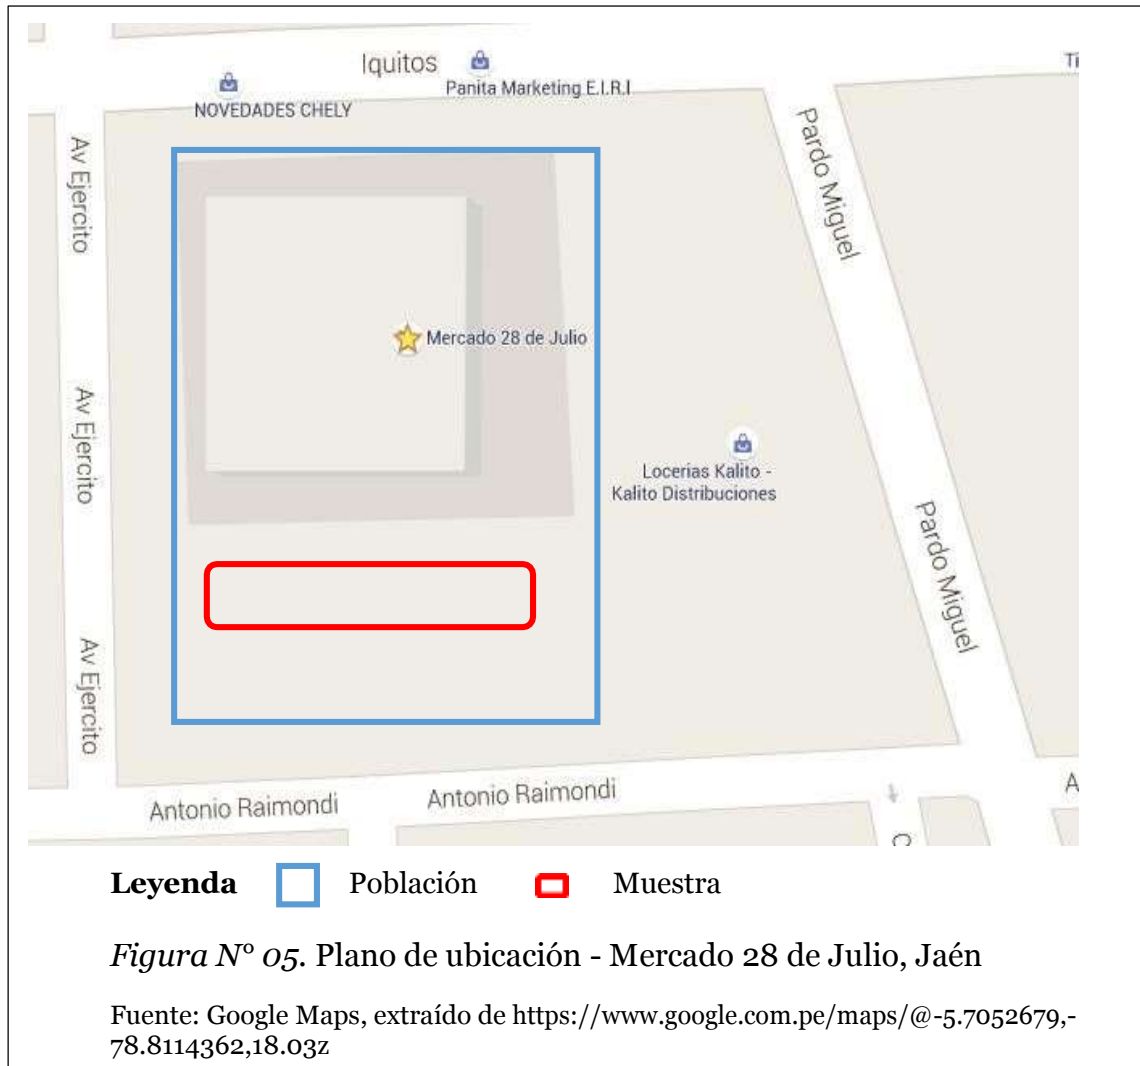 Iquitos
Panita Marketing E.I.R.I
NOVEDADES CHELY
Av Ejercito
Pardo Miguel
Mercado 28 de Julio
Av Ejercito
Locerias Kalito -
Kalito Distribuciones
Pardo Miguel
Av Ejercito
Antonio Raimondi
Antonio Raimondi
Leyenda Población Muestra
Figura N° 05. Plano de ubicación - Mercado 28 de Julio, Jaén
Fuente: Google Maps, extraído de https://www.google.com.pe/maps/@-5.7052679,-
78.8114362,18.03z